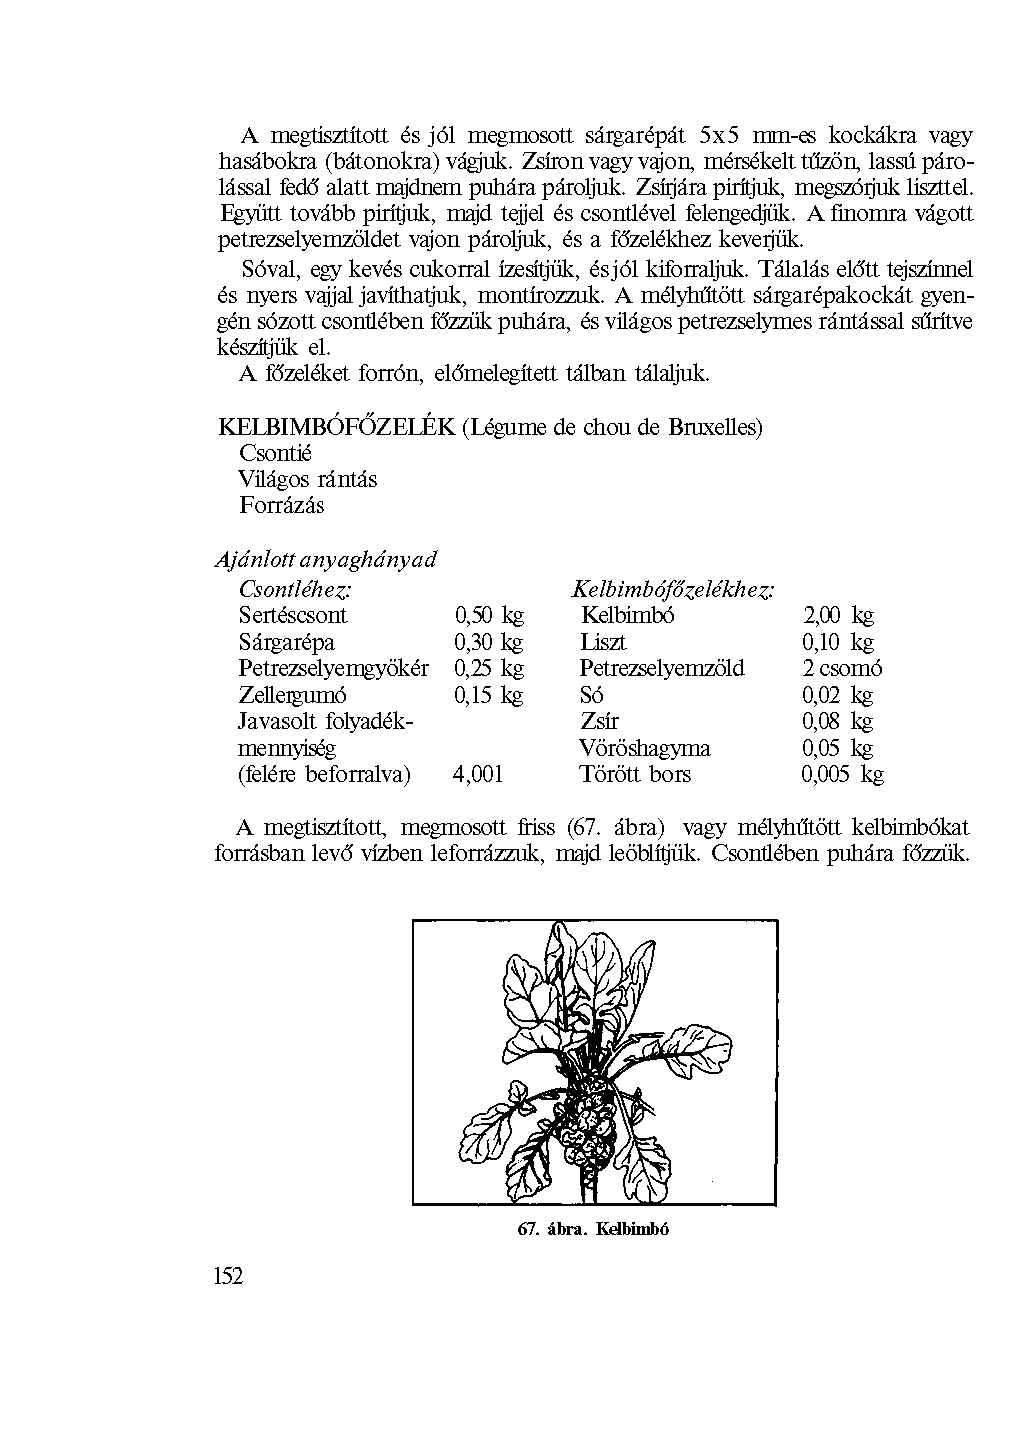 A megtisztított és jól megmosott sárgarépát 5x5 mm-es kockákra vagy
hasábokra (bátonokra) vágjuk. Zsíron vagy vajon, mérsékelt tűzön, lassú páro-
lással fedő alatt majdnem puhára pároljuk. Zsírjára pirítjuk, megszórjuk liszttel.
Együtt tovább pirítjuk, majd tejjel és csontlével felengedjük. A finomra vágott
petrezselyemzöldet vajon pároljuk, és a főzelékhez keverjük.
Sóval, egy kevés cukorral ízesítjük, és jól kiforraljuk. Tálalás előtt tejszínnel
és nyers vajjal javíthatjuk, montírozzuk. A mélyhűtött sárgarépakockát gyen-
gén sózott csontlében főzzük puhára, és világos petrezselymes rántással sűrítve
készítjük el.
A főzeléket forrón, előmelegített tálban tálaljuk.
KELBIMBÓFŐZELÉK (Légume de chou de Bruxelles)
Csontié
Világos rántás
Forrázás
Ajánlott anyaghányad
Csontléhez: Kelbimbófőzelékhez:
Sertéscsont 0,50 kg Kelbimbó 2,00 kg
Sárgarépa 0,30 kg Liszt 0,10 kg
Petrezselyemgyökér 0,25 kg Petrezselyemzöld 2 csomó
Zellergumó 0,15 kg Só 0,02 kg
Javasolt folyadék- Zsír 0,08 kg
mennyiség Vöröshagyma 0,05 kg
(felére beforralva) 4,001 Törött bors 0,005 kg
A megtisztított, megmosott friss (67. ábra) vagy mélyhűtött kelbimbókat
forrásban levő vízben leforrázzuk, majd leöblítjük. Csontlében puhára főzzük.
67. ábra. Kelbimbó
152